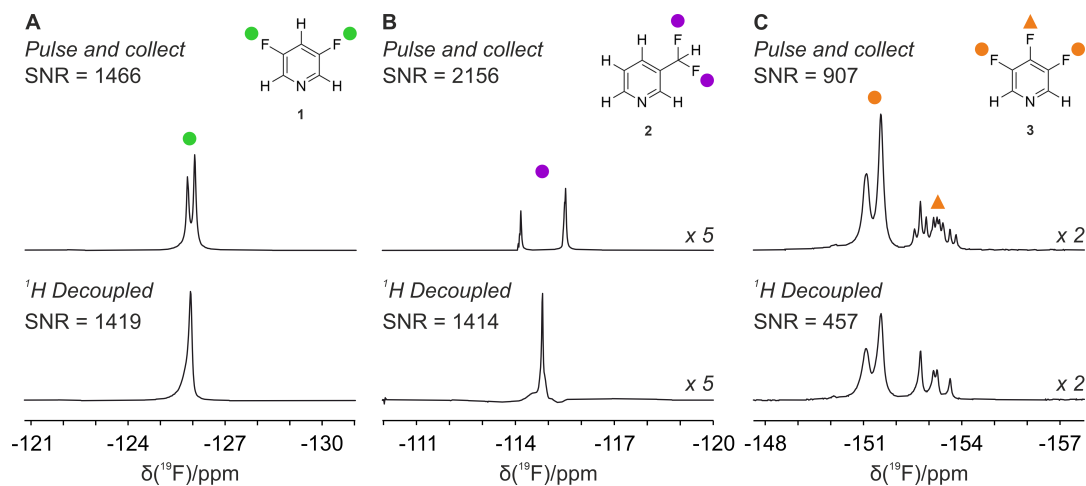 A
Pulse and collect
SNR = 1466
H
F F
H N H
1
¹H Decoupled
SNR = 1419
-121 -124 -127 -130
δ(¹⁹F)/ppm
B
Pulse and collect
SNR = 2156
F
H H
H F
H N H
2
x 5
¹H Decoupled
SNR = 1414
x 5
-110 -114 -117 -120
δ(¹⁹F)/ppm
C
Pulse and collect
SNR = 907
F
F F
H N H
3
x 2
¹H Decoupled
SNR = 457
x 2
-148 -151 -154 -157
δ(¹⁹F)/ppm